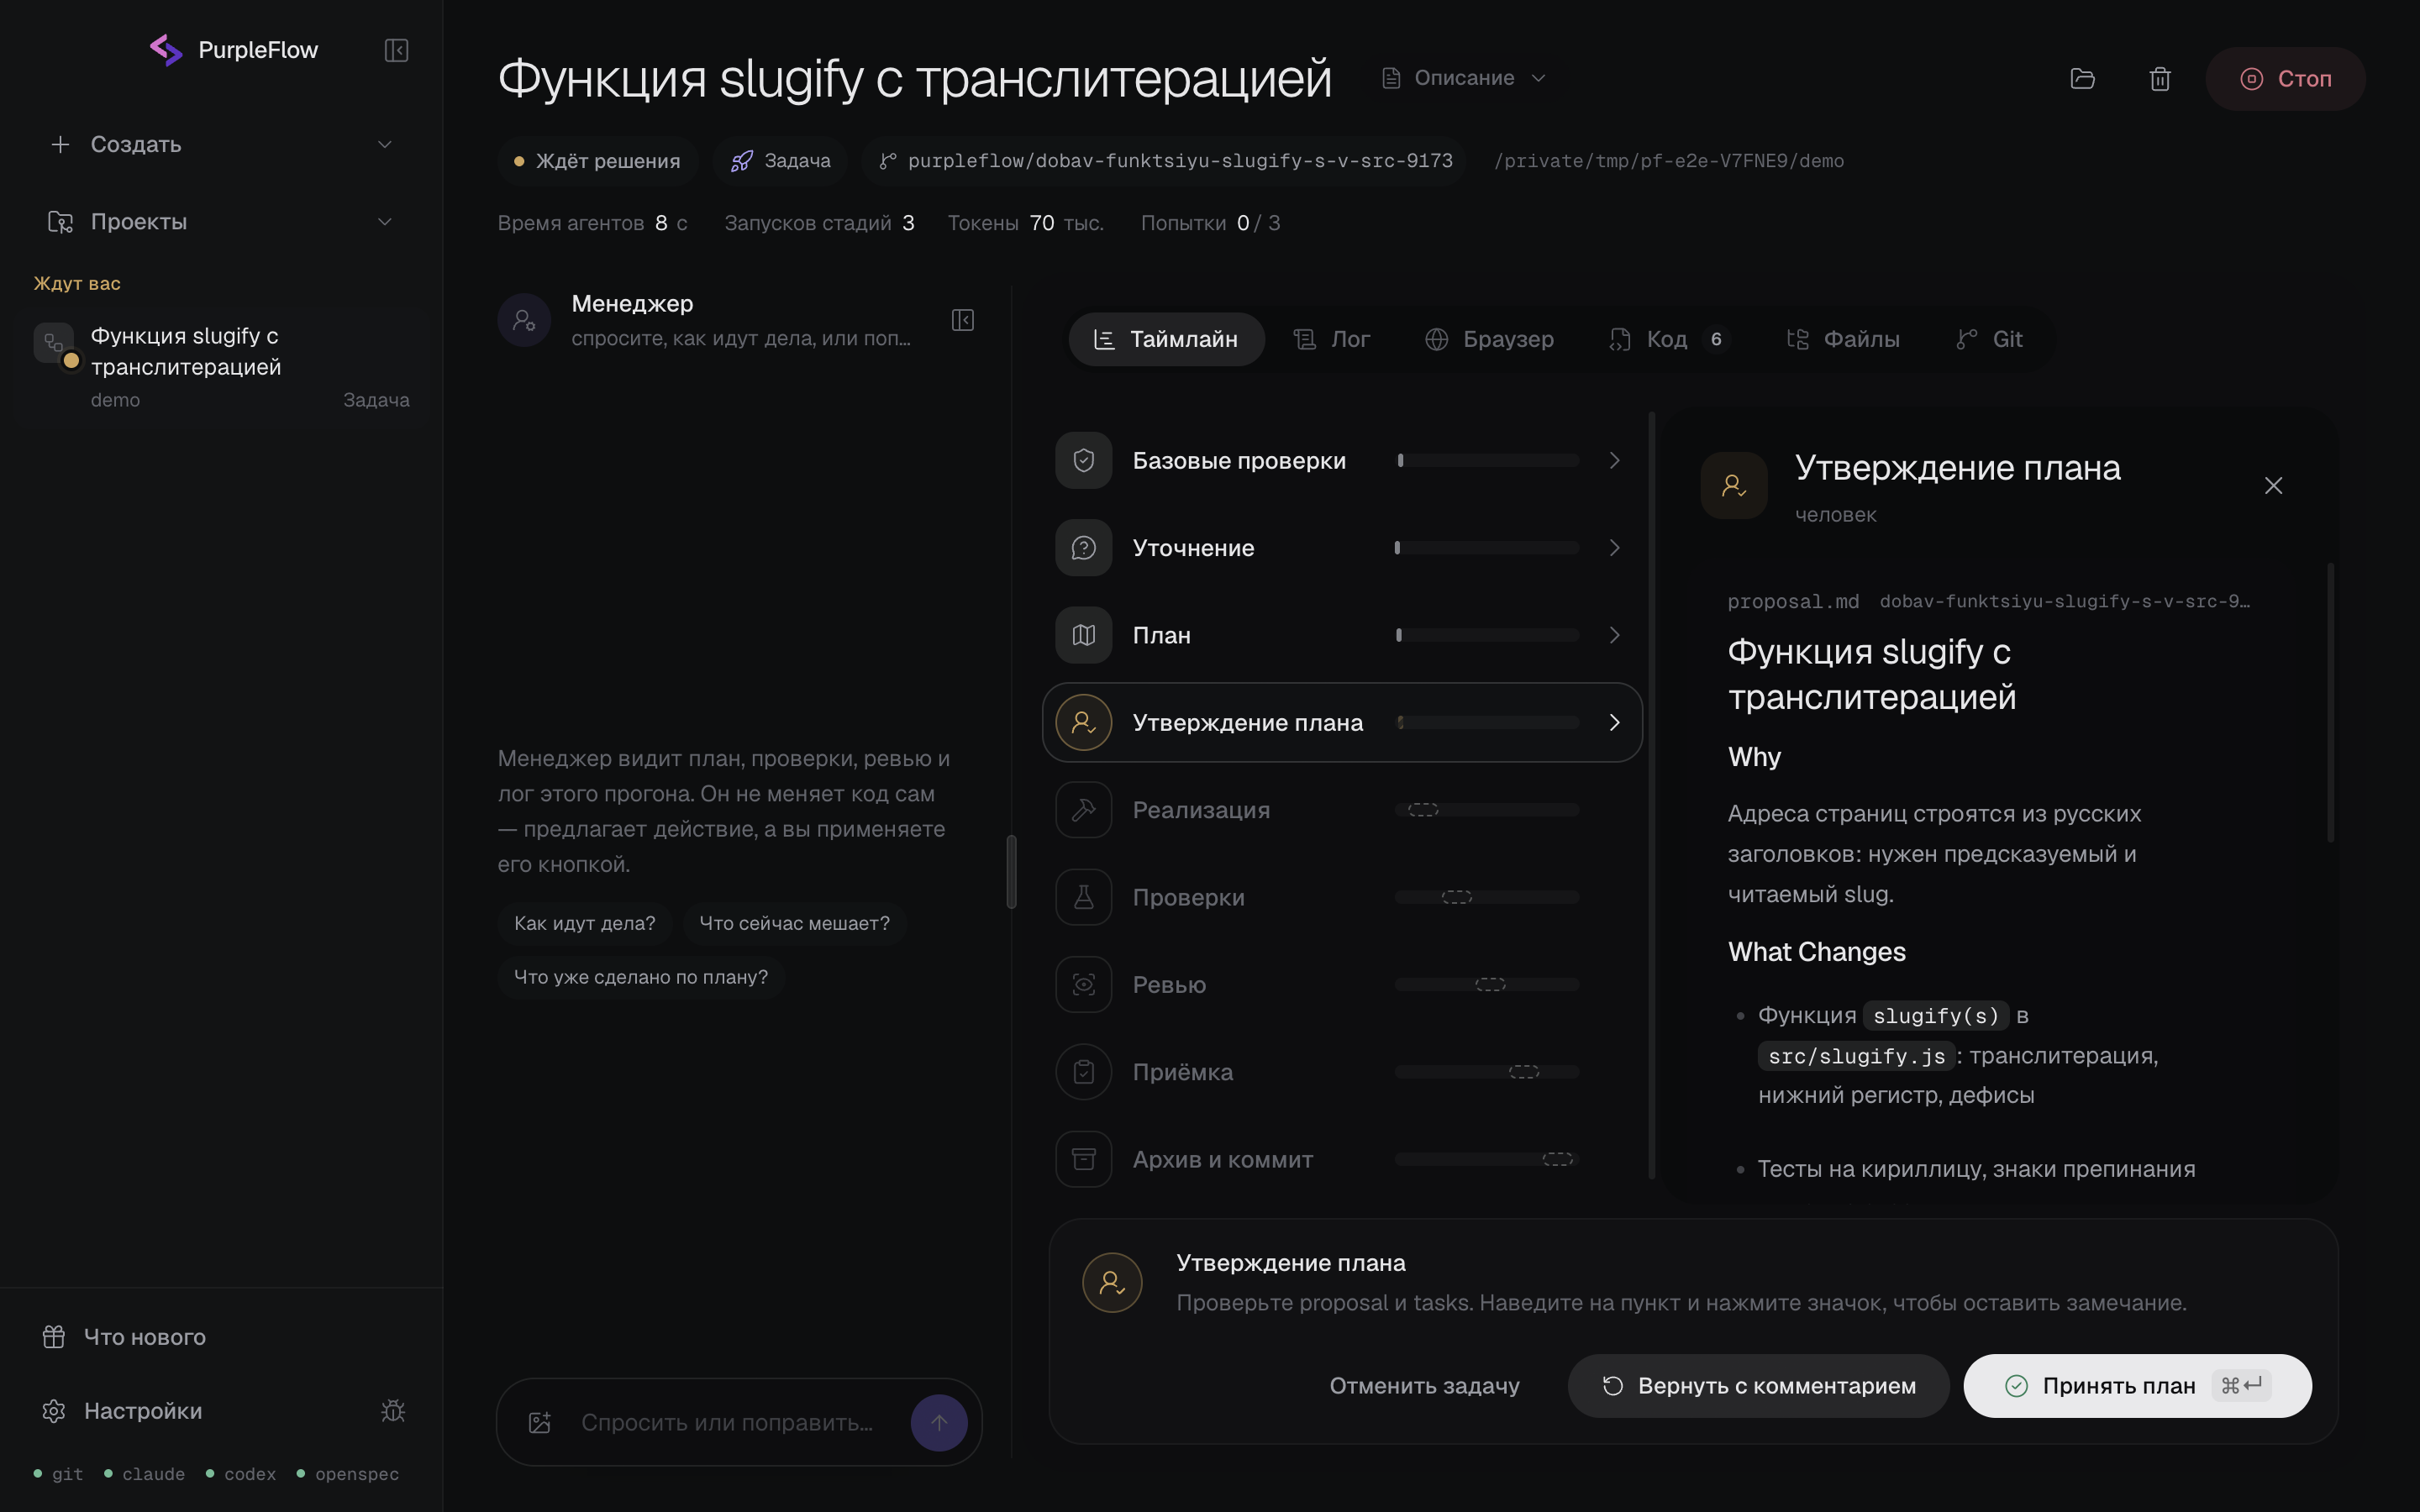 PurpleFlow
Создать
Проекты
Ждут вас
Функция slugify с
транслитерацией
demo
Задача
Что нового
Настройки
git
claude
codex
openspec
Функция slugify с транслитерацией
Описание
Стоп
Ждёт решения
Задача
purpleflow/dobav-funktsiyu-slugify-s-v-src-9173
/private/tmp/pf-e2e-V7FNE9/demo
Время агентов 8 с
Запусков стадий 3
Токены 70 тыс.
Попытки 0 / 3
Менеджер
спросите, как идут дела, или поп…
Менеджер видит план, проверки, ревью и
лог этого прогона. Он не меняет код сам
— предлагает действие, а вы применяете
его кнопкой.
Как идут дела?
Что сейчас мешает?
Что уже сделано по плану?
Спросить или поправить…
Таймлайн
Лог
Браузер
Код 6
Файлы
Git
Базовые проверки
Уточнение
План
Утверждение плана
Реализация
Проверки
Ревью
Приёмка
Архив и коммит
Утверждение плана
человек
proposal.md dobav-funktsiyu-slugify-s-v-src-9…
Функция slugify с
транслитерацией
Why
Адреса страниц строятся из русских
заголовков: нужен предсказуемый и
читаемый slug.
What Changes
• Функция slugify(s) в
src/slugify.js: транслитерация,
нижний регистр, дефисы
• Тесты на кириллицу, знаки препинания
Утверждение плана
Проверьте proposal и tasks. Наведите на пункт и нажмите значок, чтобы оставить замечание.
Отменить задачу
Вернуть с комментарием
Принять план ⌘↵